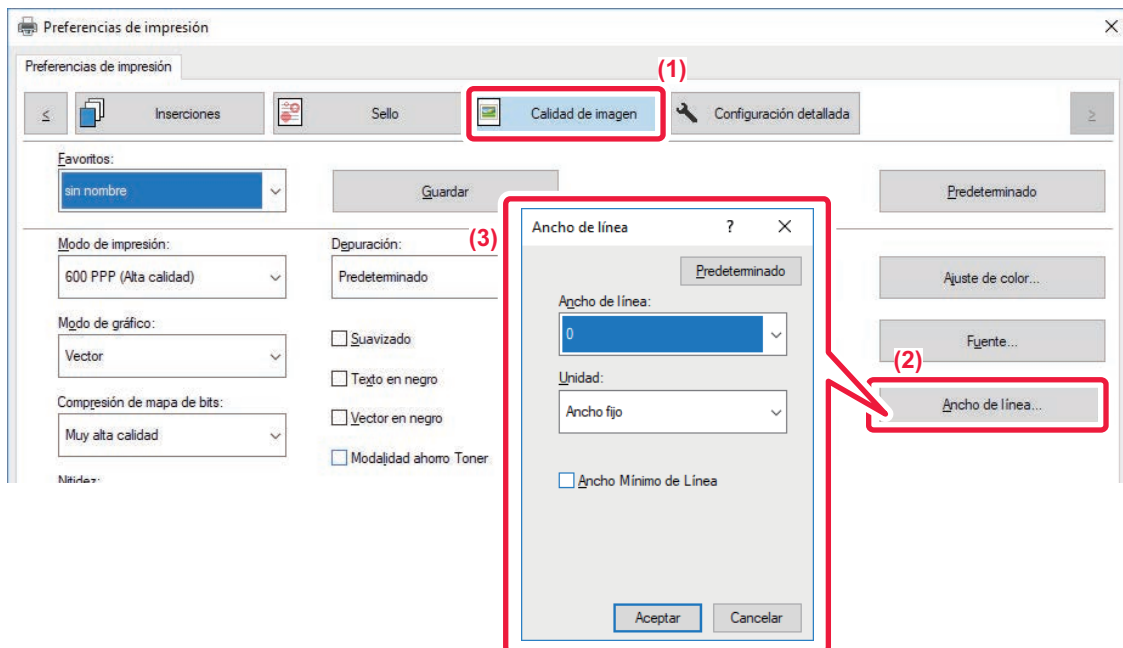 Preferencias de impresión
Preferencias de impresión
(1)
≤ Inserciones Sello Calidad de imagen Configuración detallada ≥
Favoritos:
sin nombre
Guardar
Predeterminado
Modo de impresión:
600 PPP (Alta calidad)
Depuración:
Predeterminado
(3)
Ancho de línea ?
Predeterminado
Ancho de línea:
0
Unidad:
Ancho fijo
Ancho Mínimo de Línea
Aceptar Cancelar
Ajuste de color...
Modo de gráfico:
Vector
Suavizado
Texto en negro
Vector en negro
Modalidad ahorro Toner
Fuente...
(2)
Ancho de línea...
Compresión de mapa de bits:
Muy alta calidad
Nitidez: